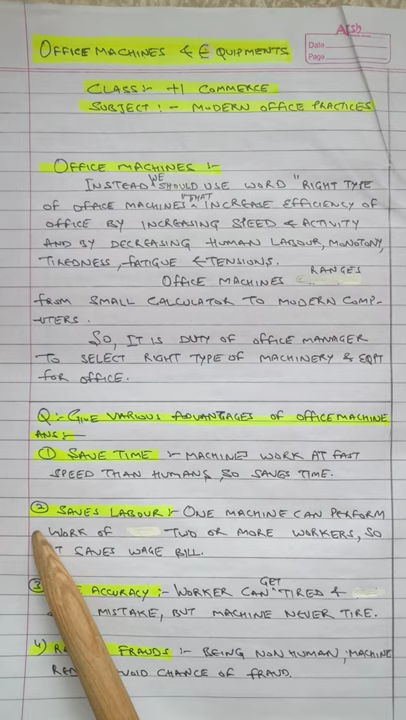 Arsh
Date
Page
OFFICE MACHINES & EQUIPMENTS
CLASS :- +1 COMMERCE
SUBJECT :- MODERN OFFICE PRACTICES
OFFICE MACHINES :-
INSTEAD WE SHOULD USE WORD "RIGHT TYPE
OF OFFICE MACHINES" THAT INCREASE EFFICIENCY OF
OFFICE BY INCREASING SPEED & ACTIVITY
AND BY DECREASING HUMAN LABOUR, MONOTONY,
TIREDNESS, FATIGUE & TENSIONS.
OFFICE MACHINES RANGES
FROM SMALL CALCULATOR TO MODERN COMP-
UTERS.
SO, IT IS DUTY OF OFFICE MANAGER
TO SELECT RIGHT TYPE OF MACHINERY & EQPT
FOR OFFICE.
Q:- GIVE VARIOUS ADVANTAGES OF OFFICE MACHINE
ANS:-
① SAVE TIME :- MACHINES WORK AT FAST
SPEED THAN HUMANS, SO SAVES TIME.
② SAVES LABOUR :- ONE MACHINE CAN PERFORM
WORK OF TWO OR MORE WORKERS, SO
T SAVES WAGE BILL.
③ ACCURACY :- WORKER CAN GET TIRED &
MISTAKE, BUT MACHINE NEVER TIRE.
4) FRAUDS :- BEING NON HUMAN, MACHINE
VOID CHANCE OF FRAUD.